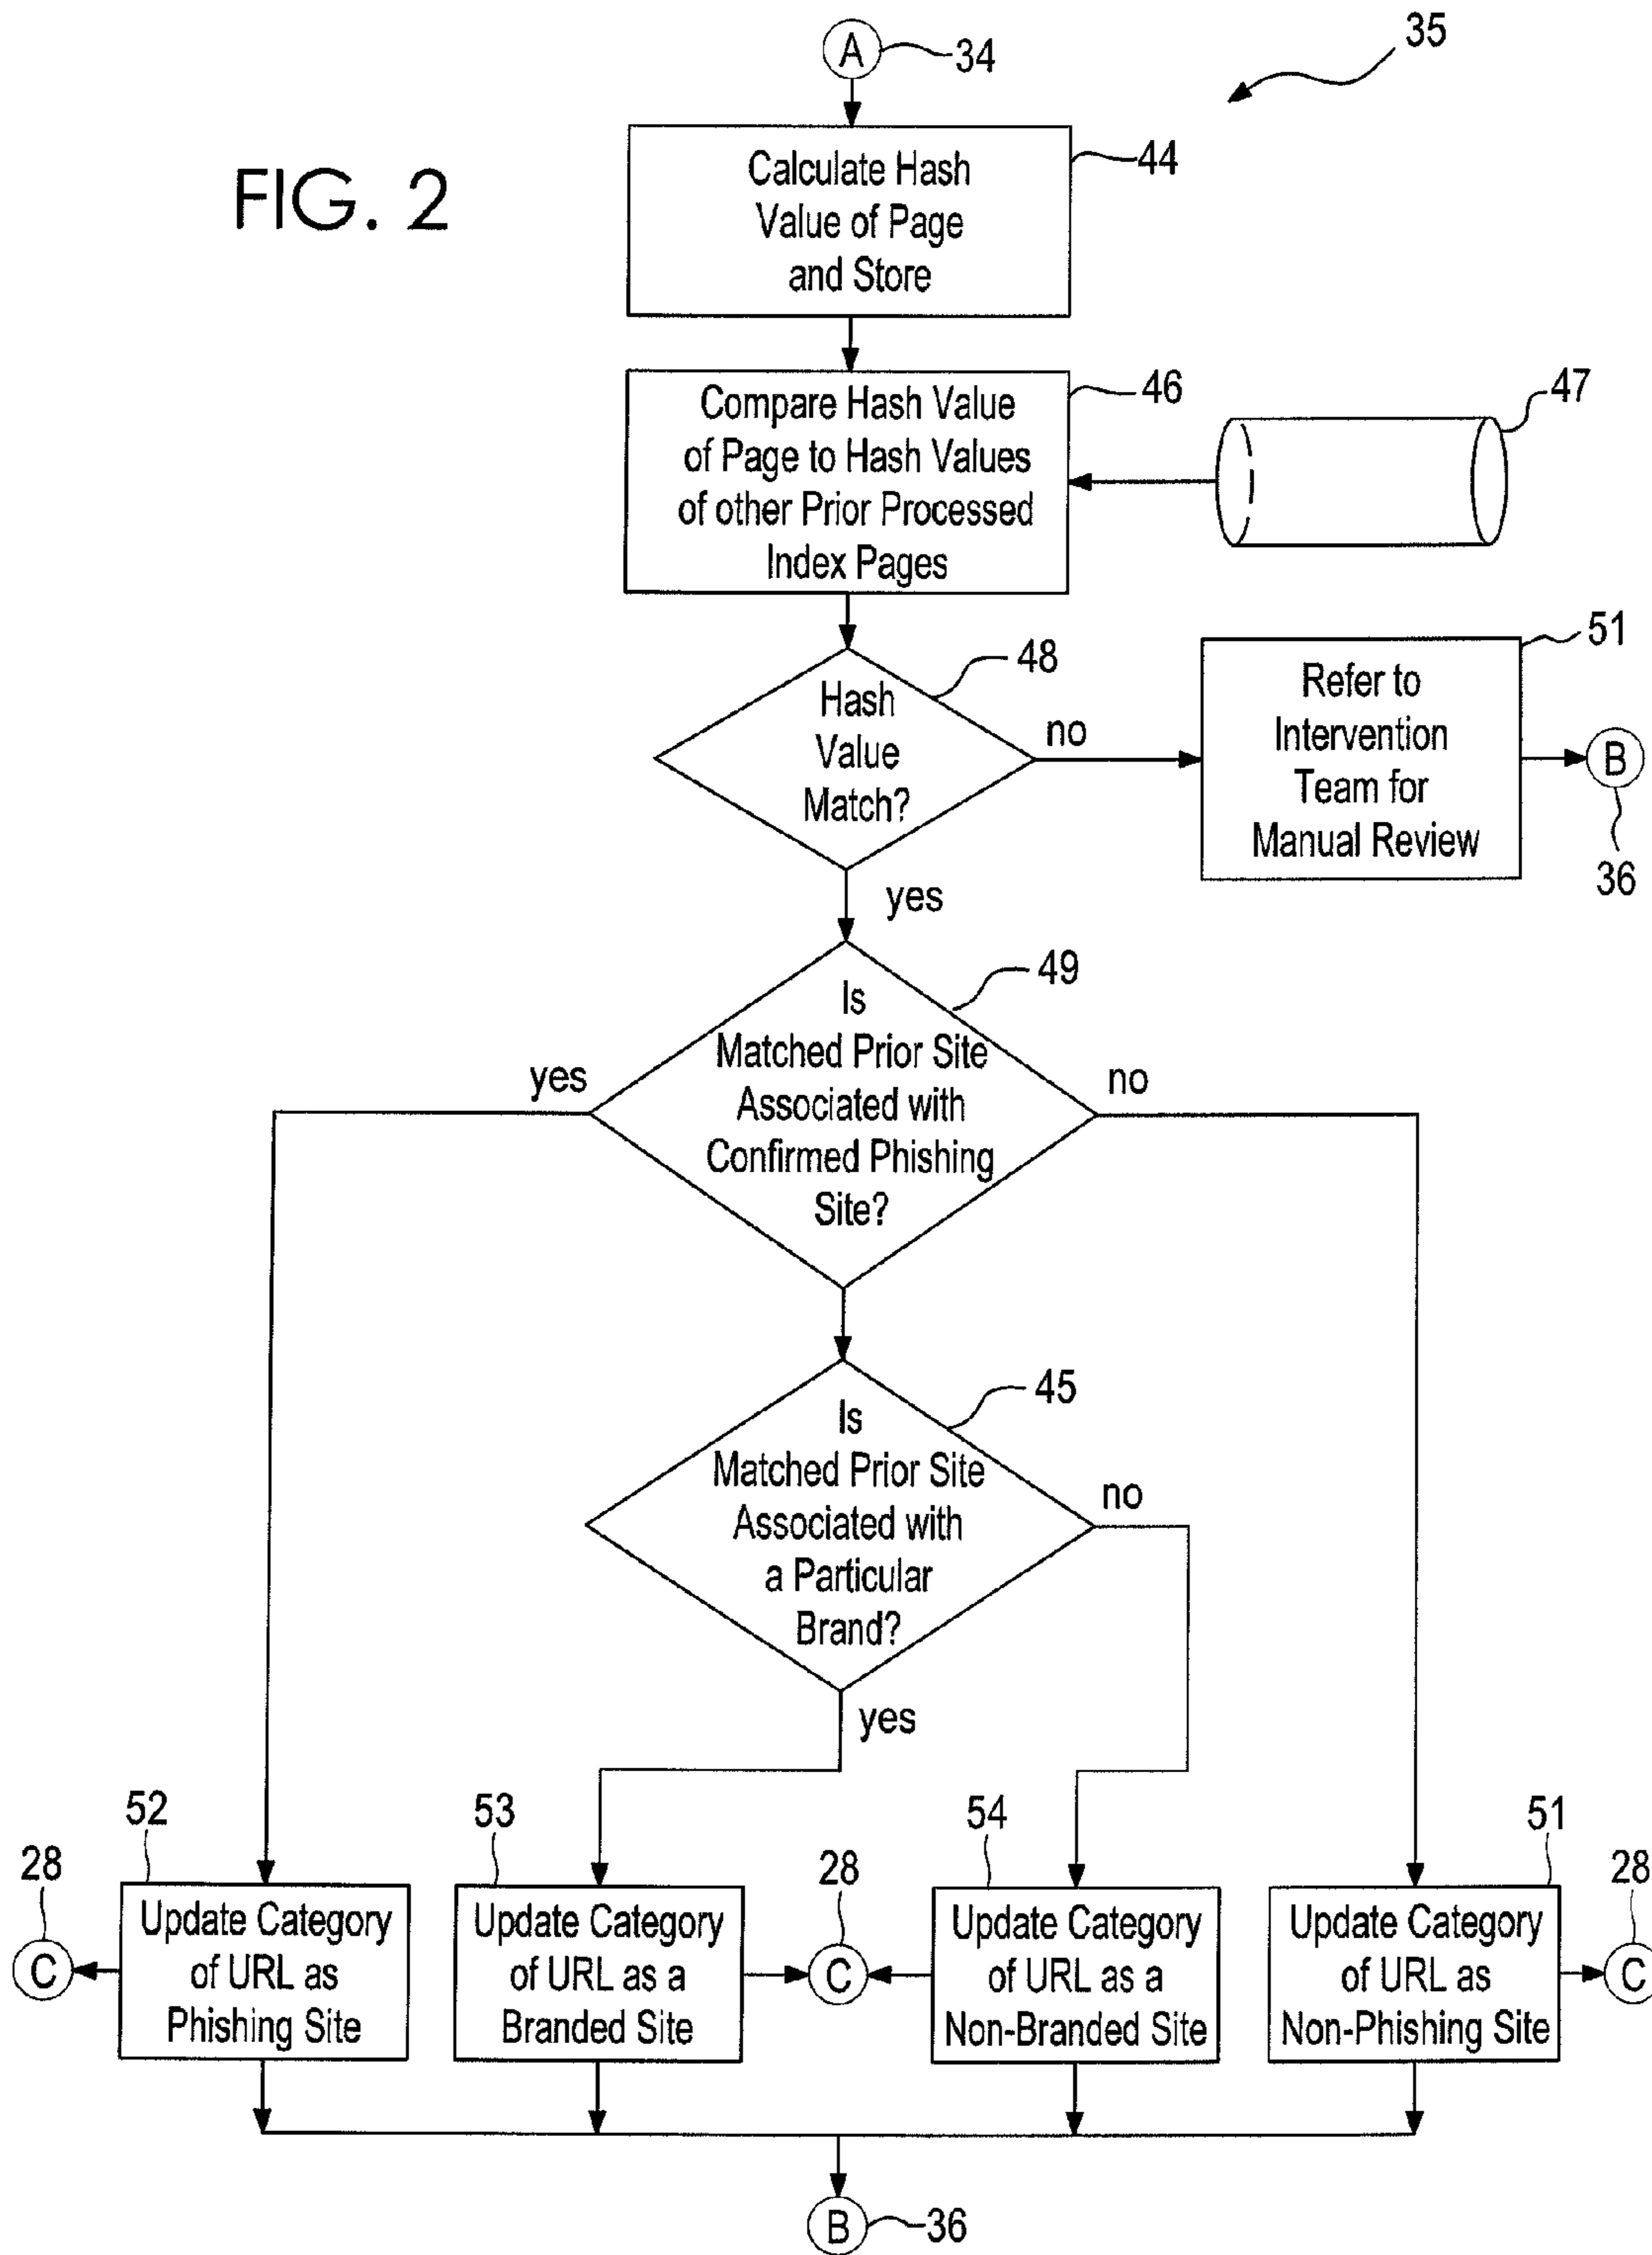 35
A
34
FIG. 2
Calculate Hash
Value of Page
and Store
44
Compare Hash Value
of Page to Hash Values
of other Prior Processed
Index Pages
46
47
Hash
Value
Match?
48
no
Refer to
Intervention
Team for
Manual Review
51
B
36
yes
Is
Matched Prior Site
Associated with
Confirmed Phishing
Site?
49
yes
no
Is
Matched Prior Site
Associated with
a Particular
Brand?
45
no
yes
52
53
54
51
28
28
28
C
Update Category
of URL as
Phishing Site
Update Category
of URL as a
Branded Site
C
Update Category
of URL as a
Non-Branded Site
Update Category
of URL as
Non-Phishing Site
C
B
36